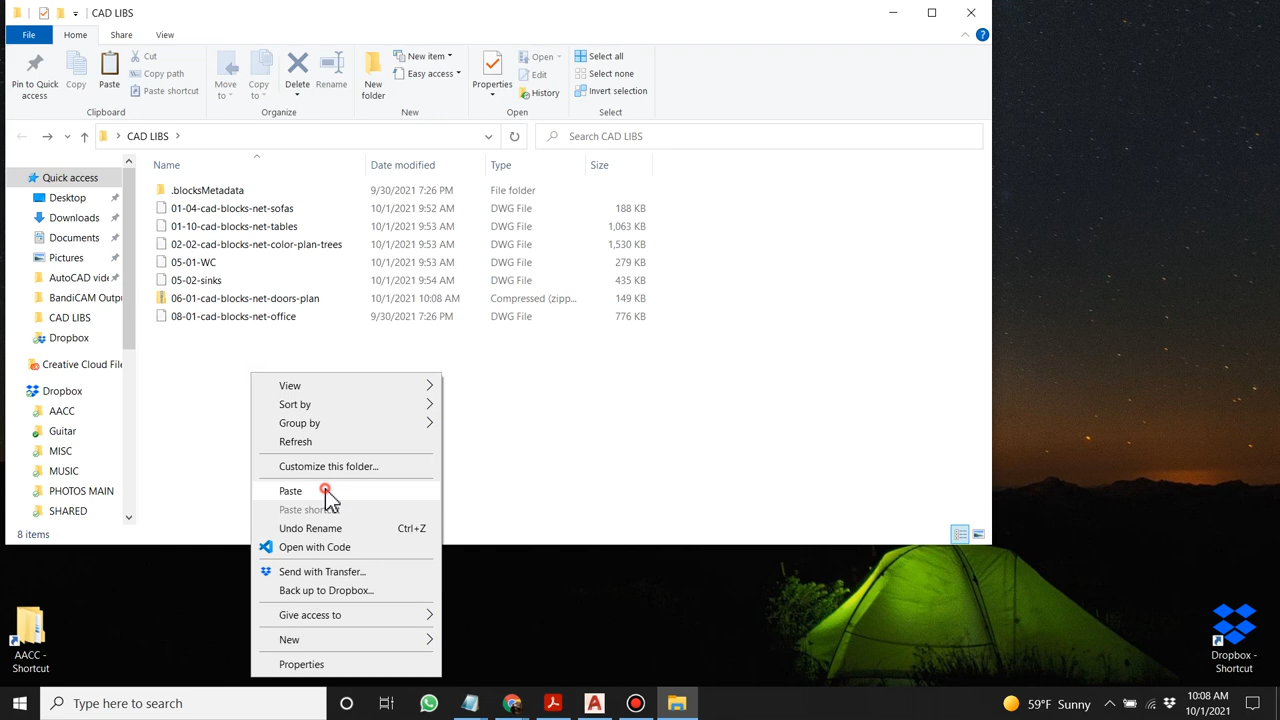 CAD LIBS
File Home Share View
Pin to Quick access
Copy
Paste
Cut
Copy path
Paste shortcut
Clipboard
Move to
Copy to
Delete
Rename
Organize
New folder
New item
Easy access
New
Properties
Open
Edit
History
Open
Select all
Select none
Invert selection
Select
CAD LIBS
Search CAD LIBS
Name Date modified Type Size
.blocksMetadata 9/30/2021 7:26 PM File folder
01-04-cad-blocks-net-sofas 10/1/2021 9:52 AM DWG File 188 KB
01-10-cad-blocks-net-tables 10/1/2021 9:53 AM DWG File 1,063 KB
02-02-cad-blocks-net-color-plan-trees 10/1/2021 9:53 AM DWG File 1,530 KB
05-01-WC 10/1/2021 9:53 AM DWG File 279 KB
05-02-sinks 10/1/2021 9:54 AM DWG File 435 KB
06-01-cad-blocks-net-doors-plan 10/1/2021 10:08 AM Compressed (zipp... 149 KB
08-01-cad-blocks-net-office 9/30/2021 7:26 PM DWG File 776 KB
Quick access
Desktop
Downloads
Documents
Pictures
AutoCAD vide
BandiCAM Outpu
CAD LIBS
Dropbox
Creative Cloud File
Dropbox
AACC
Guitar
MISC
MUSIC
PHOTOS MAIN
SHARED
8 items
View
Sort by
Group by
Refresh
Customize this folder...
Paste
Paste shortcut
Undo Rename Ctrl+Z
Open with Code
Send with Transfer...
Back up to Dropbox...
Give access to
New
Properties
AACC -
Shortcut
Dropbox -
Shortcut
Type here to search
59°F Sunny
10:08 AM
10/1/2021